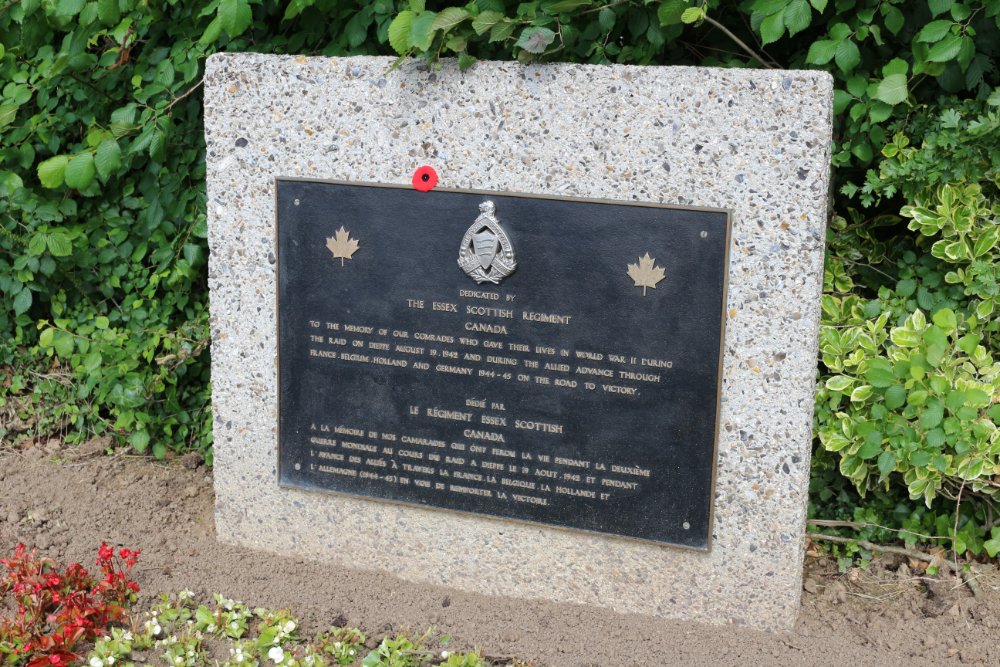 DEDICATED BY
THE ESSEX SCOTTISH REGIMENT
CANADA
TO THE MEMORY OF OUR COMRADES WHO GAVE THEIR LIVES IN WORLD WAR II DURING
THE RAID ON DIEPPE AUGUST 19, 1942 AND DURING THE ALLIED ADVANCE THROUGH
FRANCE, BELGIUM, HOLLAND AND GERMANY 1944-45 ON THE ROAD TO VICTORY.
DÉDIÉ PAR
LE RÉGIMENT ESSEX SCOTTISH
CANADA
A LA MÉMOIRE DE NOS CAMARADES QUI ONT PERDU LA VIE PENDANT LA DEUXIÈME
GUERRE MONDIALE AU COURS DU RAID A DIEPPE LE 19 AOUT, 1942 ET PENDANT
L'AVANCE DES ALLIÉS À TRAVERS LA FRANCE, LA BELGIQUE, LA HOLLANDE ET
L'ALLEMAGNE (1944-45) EN VOIE DE REMPORTER LA VICTOIRE.